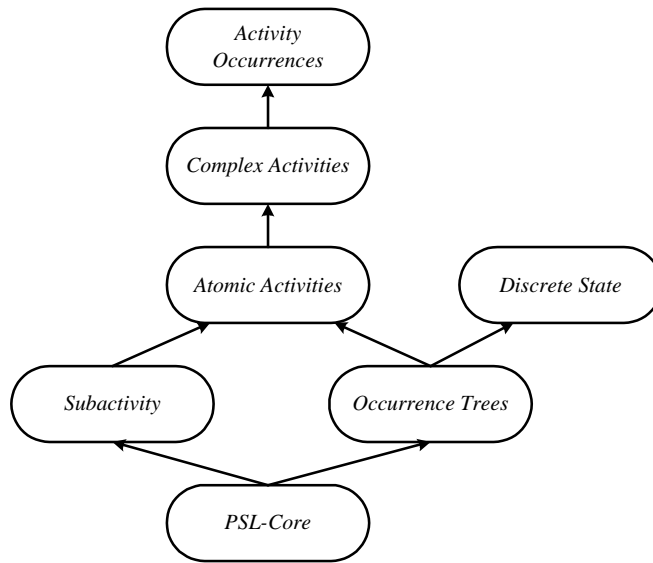 Activity
Occurrences
Complex Activities
Atomic Activities
Discrete State
Subactivity
Occurrence Trees
PSL-Core